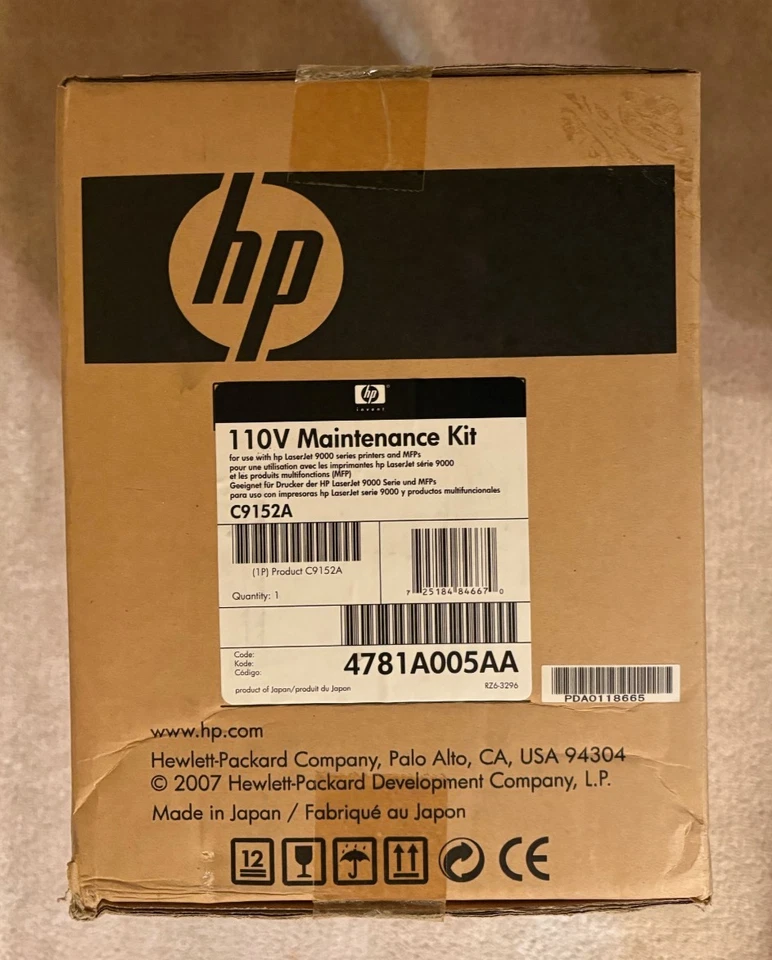 hp
hp
invent
110V Maintenance Kit
for use with hp LaserJet 9000 series printers and MFPs
pour une utilisation avec les imprimantes hp LaserJet série 9000
et les produits multifonctions (MFP)
Geeignet für Drucker der HP LaserJet 9000 Serie und MFPs
para uso con impresoras hp LaserJet serie 9000 y productos multifuncionales
C9152A
(1P) Product C9152A
7 25184 84667 0
Quantity: 1
Code:
Kode:
Código:
4781A005AA
product of Japan/produit du Japon
RZ6-3296
PDA0118665
www.hp.com
Hewlett-Packard Company, Palo Alto, CA, USA 94304
© 2007 Hewlett-Packard Development Company, L.P.
Made in Japan / Fabriqué au Japon
12
CE